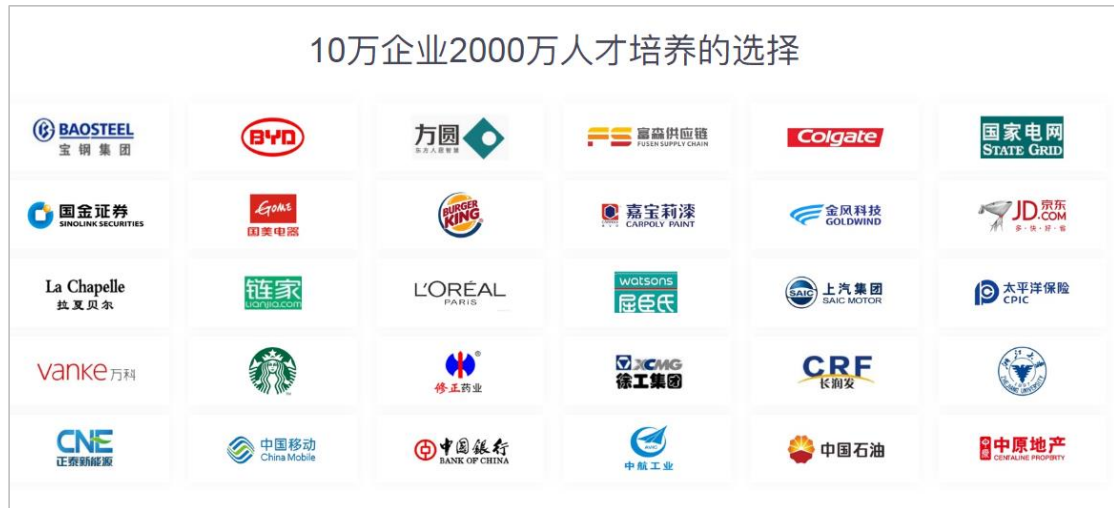 10万企业2000万人才培养的选择
BAOSTEEL
宝钢集团
BYD
方圆
富森供应链
FUSEN SUPPLY CHAIN
Colgate
国家电网
STATE GRID
国金证券
SINOLINK SECURITIES
GOME
国美电器
BURGER
KING
嘉宝莉漆
CARPOLY PAINT
金风科技
GOLDWIND
JD.COM
京东
多·快·好·省
La Chapelle
拉夏贝尔
链家
Lianjia.com
L'ORÉAL
PARIS
watsons
屈臣氏
SAIC
上汽集团
SAIC MOTOR
太平洋保险
CPIC
vanke 万科
修正药业
XCMG
徐工集团
CRF
长润发
浙江大学
ZHEJIANG UNIVERSITY
CNE
正泰新能源
中国移动
China Mobile
中国银行
BANK OF CHINA
AVIC
中航工业
中国石油
中原地产
CENTALINE PROPERTY